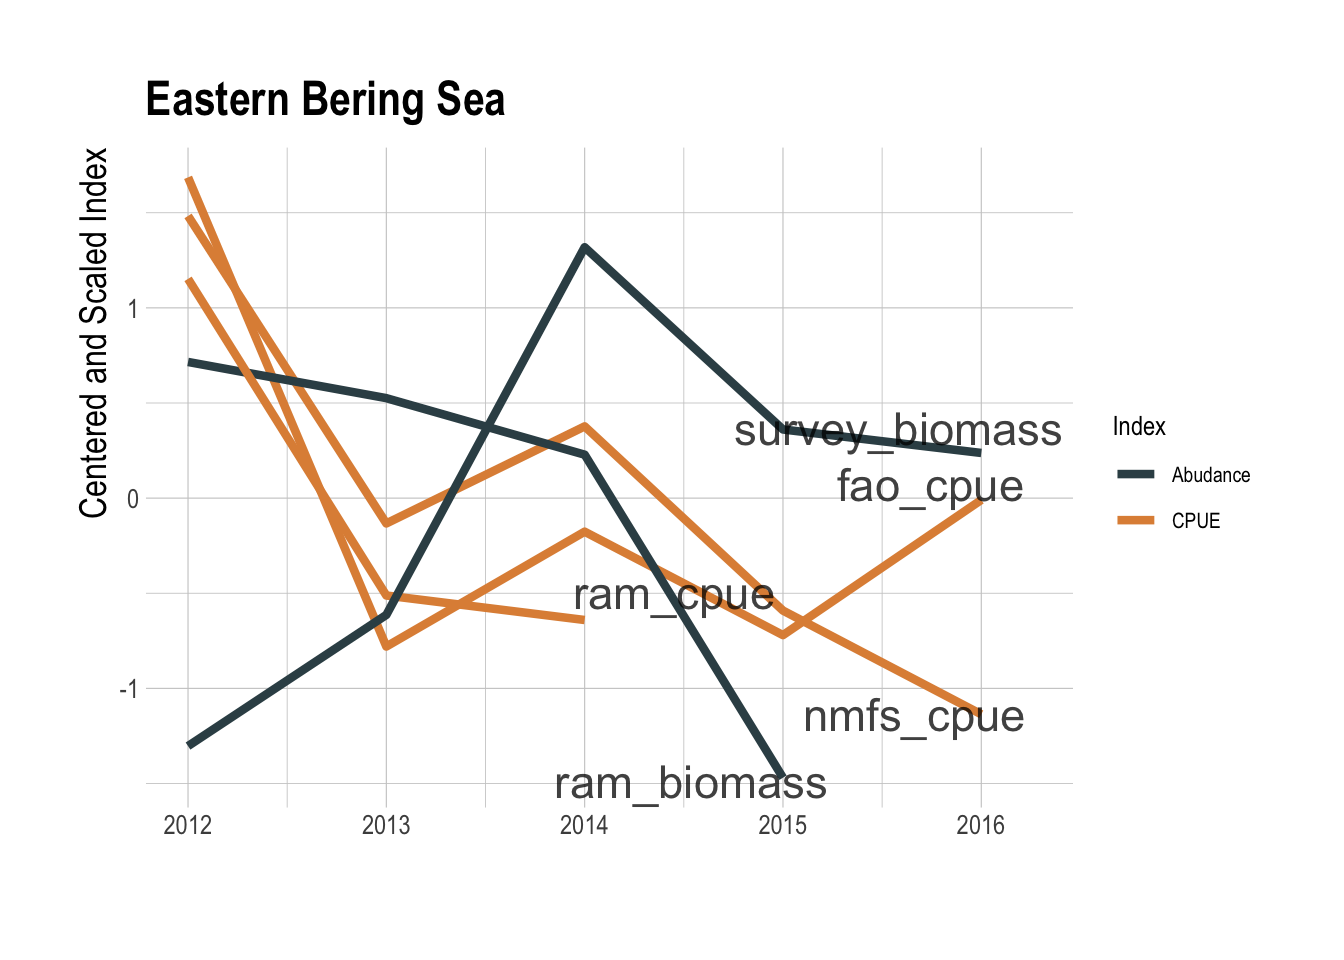 Eastern Bering Sea
Centered and Scaled Index
1
0
-1
survey_biomass
fao_cpue
ram_cpue
nmfs_cpue
ram_biomass
2012
2013
2014
2015
2016
Index
Abudance
CPUE